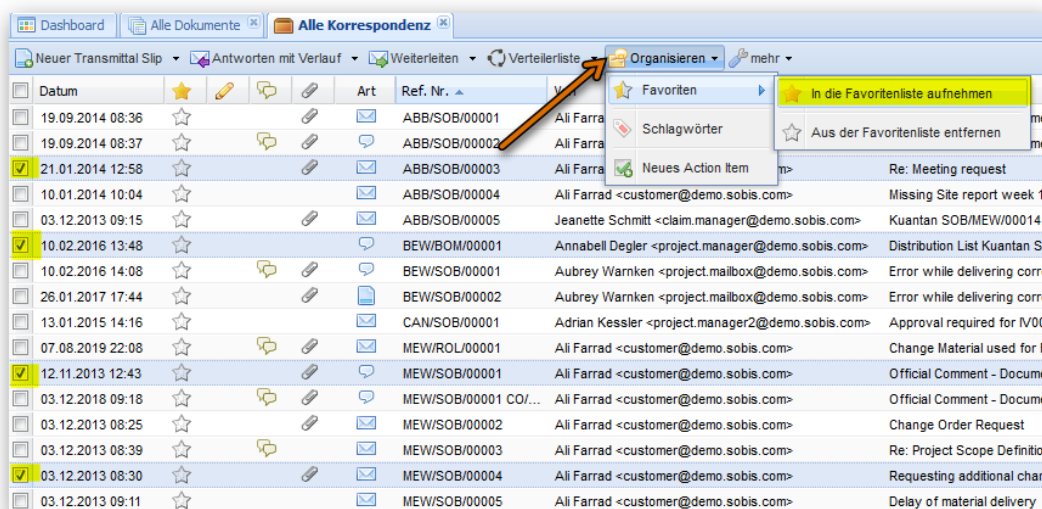 Dashboard Alle Dokumente Alle Korrespondenz
Neuer Transmittal Slip Antworten mit Verlauf Weiterleiten Verteilerliste Organisieren mehr
Datum Art Ref. Nr. Favoriten In die Favoritenliste aufnehmen
19.09.2014 08:36 ABB/SOB/00001 Ali Farra
Schlagwörter Aus der Favoritenliste entfernen
19.09.2014 08:37 ABB/SOB/00002 Ali Farra
21.01.2014 12:58 ABB/SOB/00003 Ali Farra Neues Action Item m> Re: Meeting request
10.01.2014 10:04 ABB/SOB/00004 Ali Farrad <customer@demo.sobis.com> Missing Site report week 1
03.12.2013 09:15 ABB/SOB/00005 Jeanette Schmitt <claim.manager@demo.sobis.com> Kuantan SOB/MEW/00014
10.02.2016 13:48 BEW/BOM/00001 Annabell Degler <project.manager@demo.sobis.com> Distribution List Kuantan S
10.02.2016 14:08 BEW/SOB/00001 Aubrey Warnken <project.mailbox@demo.sobis.com> Error while delivering corr
26.01.2017 17:44 BEW/SOB/00002 Aubrey Warnken <project.mailbox@demo.sobis.com> Error while delivering corr
13.01.2015 14:16 CAN/SOB/00001 Adrian Kessler <project.manager2@demo.sobis.com> Approval required for IV00
07.08.2019 22:08 MEW/ROL/00001 Ali Farrad <customer@demo.sobis.com> Change Material used for
12.11.2013 12:43 MEW/SOB/00001 Ali Farrad <customer@demo.sobis.com> Official Comment - Docume
03.12.2018 09:18 MEW/SOB/00001 CO/... Ali Farrad <customer@demo.sobis.com> Official Comment - Docume
03.12.2013 08:25 MEW/SOB/00002 Ali Farrad <customer@demo.sobis.com> Change Order Request
03.12.2013 08:39 MEW/SOB/00003 Ali Farrad <customer@demo.sobis.com> Re: Project Scope Definitio
03.12.2013 08:30 MEW/SOB/00004 Ali Farrad <customer@demo.sobis.com> Requesting additional char
03.12.2013 09:11 MEW/SOB/00005 Ali Farrad <customer@demo.sobis.com> Delay of material delivery